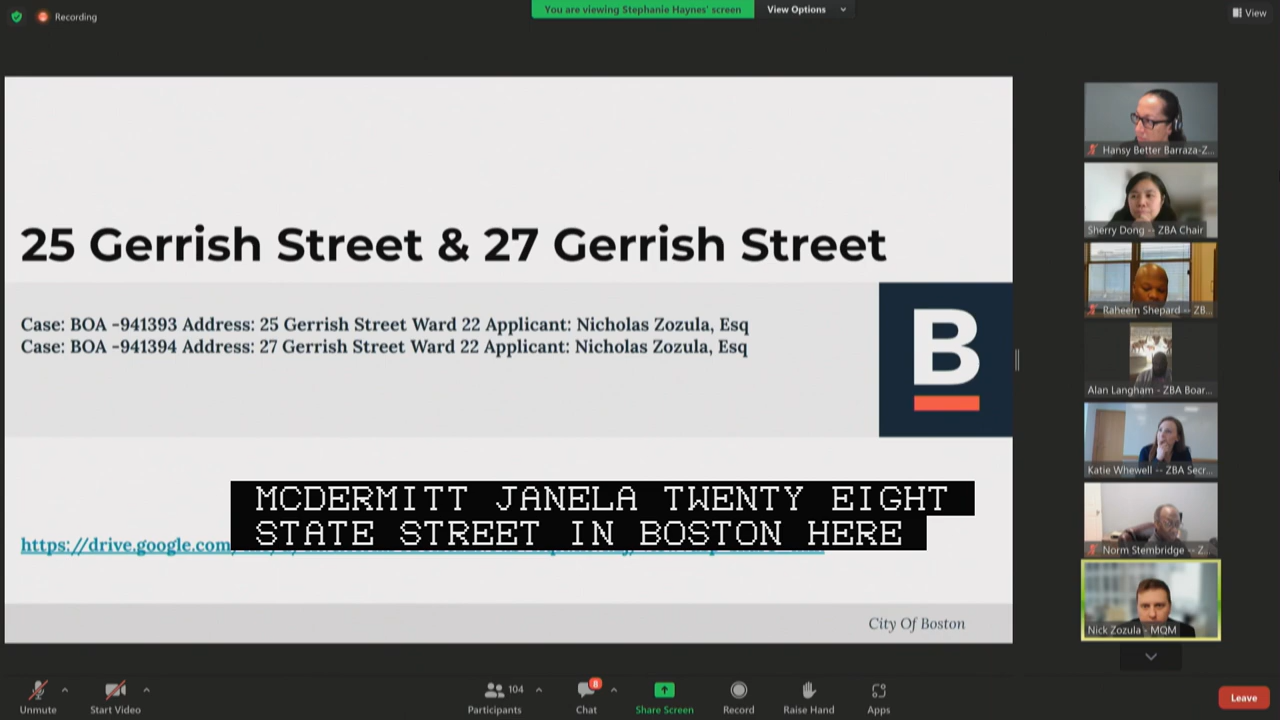 Recording
You are viewing Stephanie Haynes' screen
View Options
View
25 Gerrish Street & 27 Gerrish Street
Case: BOA -941393 Address: 25 Gerrish Street Ward 22 Applicant: Nicholas Zozula, Esq
Case: BOA -941394 Address: 27 Gerrish Street Ward 22 Applicant: Nicholas Zozula, Esq
B
MCDERMITT JANELA TWENTY EIGHT
STATE STREET IN BOSTON HERE
https://drive.google.com
City Of Boston
Hansy Better Barraza-Z...
Sherry Dong -- ZBA Chair
Raheem Shepard -- ZB...
Alan Langham - ZBA Boar...
Katie Whewell -- ZBA Secr...
Norm Stembridge -- Z...
Nick Zozula - MQM
Unmute
Start Video
104
Participants
8
Chat
Share Screen
Record
Raise Hand
Apps
Leave